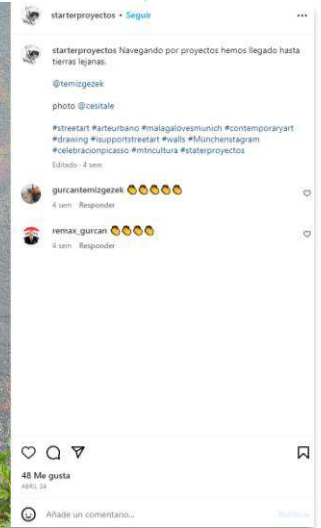 starterproyectos • Seguir
starterproyectos Navegando por proyectos hemos llegado hasta
tierras lejanas.
@temizgezek
photo @cesitale
#streetart #arteurbano #malagalovesmunich #contemporaryart
#drawing #isupportstreetart #walls #Münchenstagram
#celebracionpicasso #mtncultura #staterproyectos
Editado · 4 sem
gurcantemizgezek 👏👏👏👏👏
4 sem Responder
remax_gurcan 👏👏👏👏
4 sem Responder
48 Me gusta
ABRIL 24
Añade un comentario...
Publicar